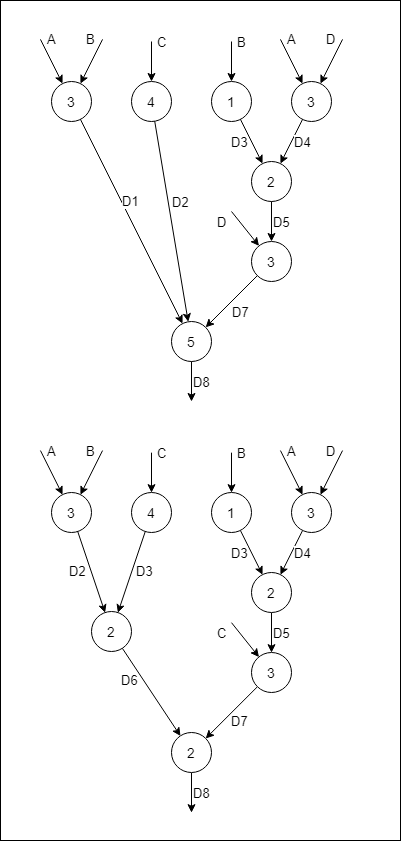 A B C B A D
3 4 1 3
D3 D4
2
D1 D2 D D5
3
D7
5
D8
A B C B A D
3 4 1 3
D2 D3 D3 D4
2
2 C D5
3
D6
D7
2
D8